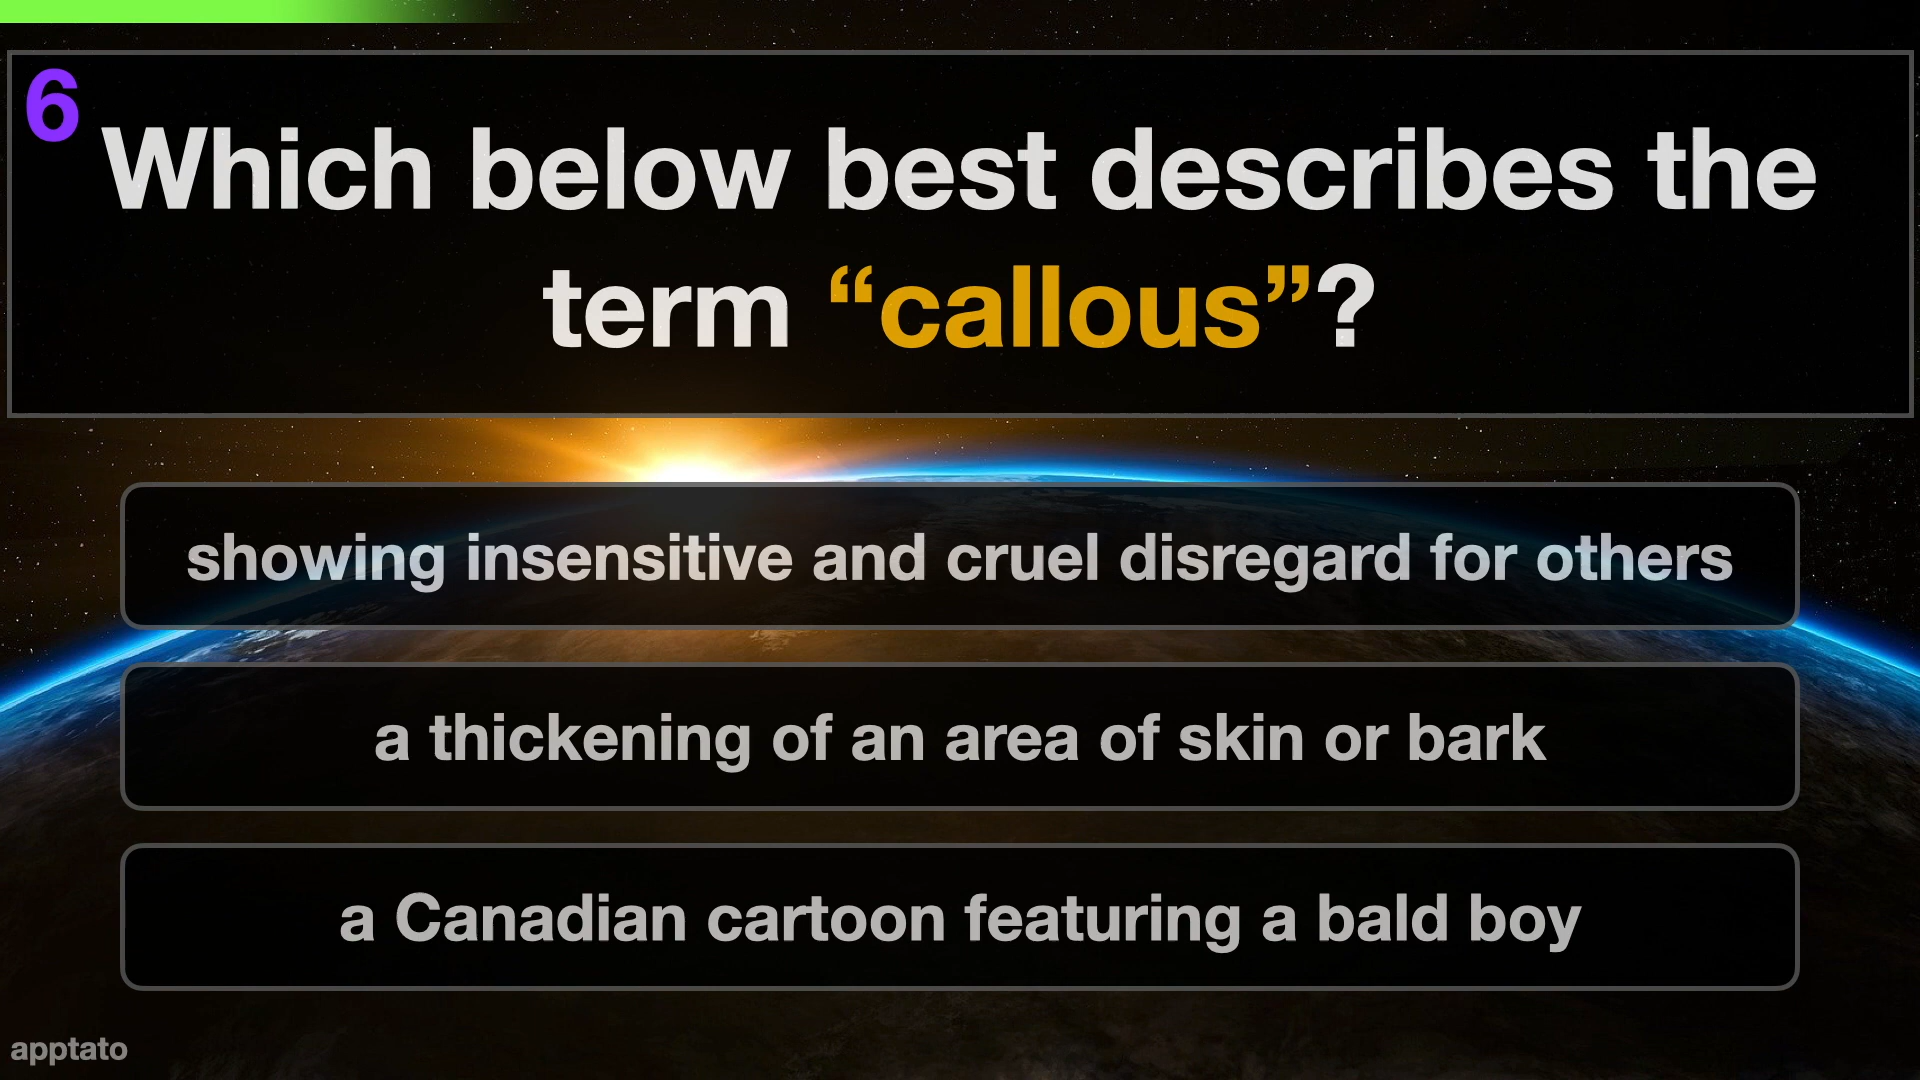 6
Which below best describes the
term “callous”?
showing insensitive and cruel disregard for others
a thickening of an area of skin or bark
a Canadian cartoon featuring a bald boy
apptato